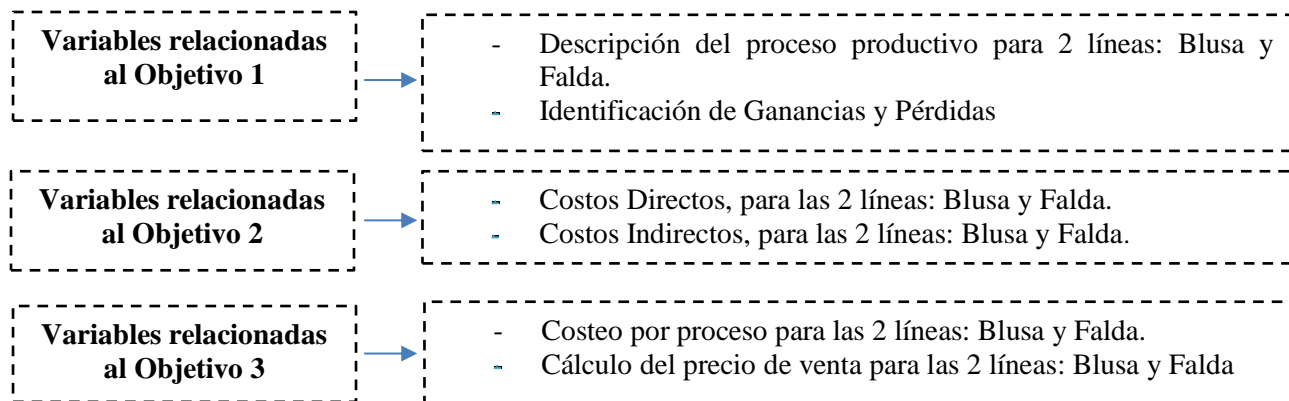 Variables relacionadas
al Objetivo 1
- Descripción del proceso productivo para 2 líneas: Blusa y
Falda.
- Identificación de Ganancias y Pérdidas
Variables relacionadas
al Objetivo 2
- Costos Directos, para las 2 líneas: Blusa y Falda.
- Costos Indirectos, para las 2 líneas: Blusa y Falda.
Variables relacionadas
al Objetivo 3
- Costeo por proceso para las 2 líneas: Blusa y Falda.
- Cálculo del precio de venta para las 2 líneas: Blusa y Falda